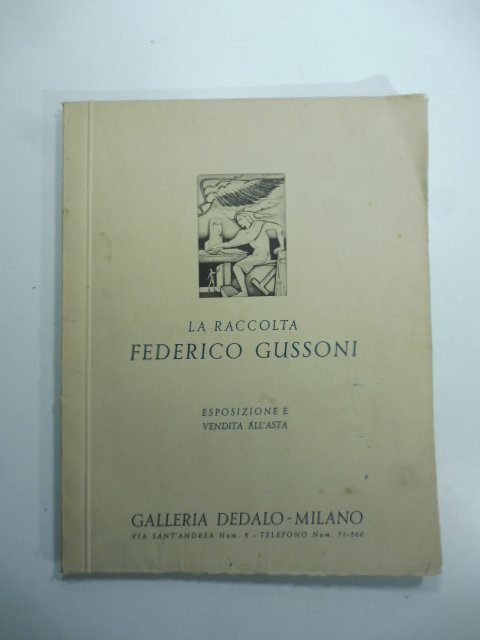 LA RACCOLTA
FEDERICO GUSSONI
ESPOSIZIONE E
VENDITA ALL'ASTA
GALLERIA DEDALO - MILANO
VIA SANT'ANDREA Num. 8 - TELEFONO Num. 71-560